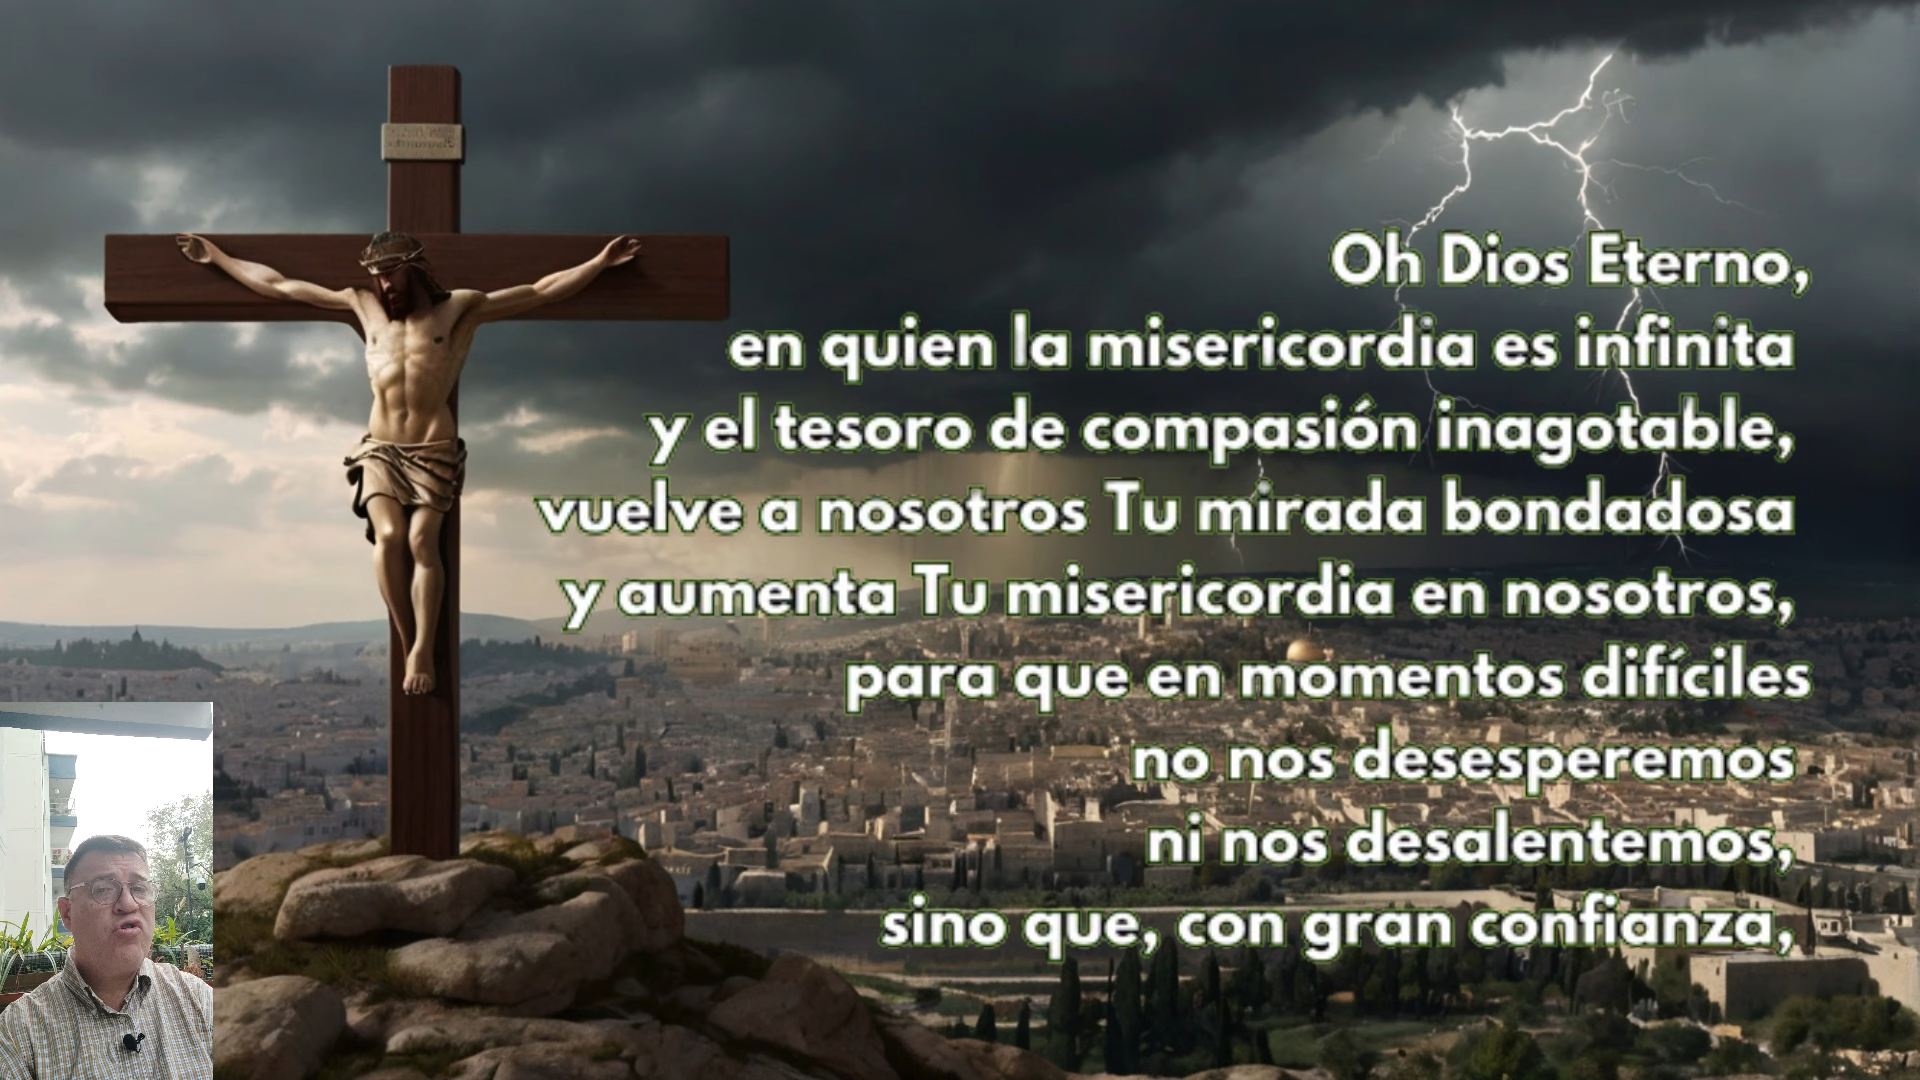 Oh Dios Eterno,
en quien la misericordia es infinita
y el tesoro de compasión inagotable,
vuelve a nosotros Tu mirada bondadosa
y aumenta Tu misericordia en nosotros,
para que en momentos difíciles
no nos desesperemos
ni nos desalentemos,
sino que, con gran confianza,